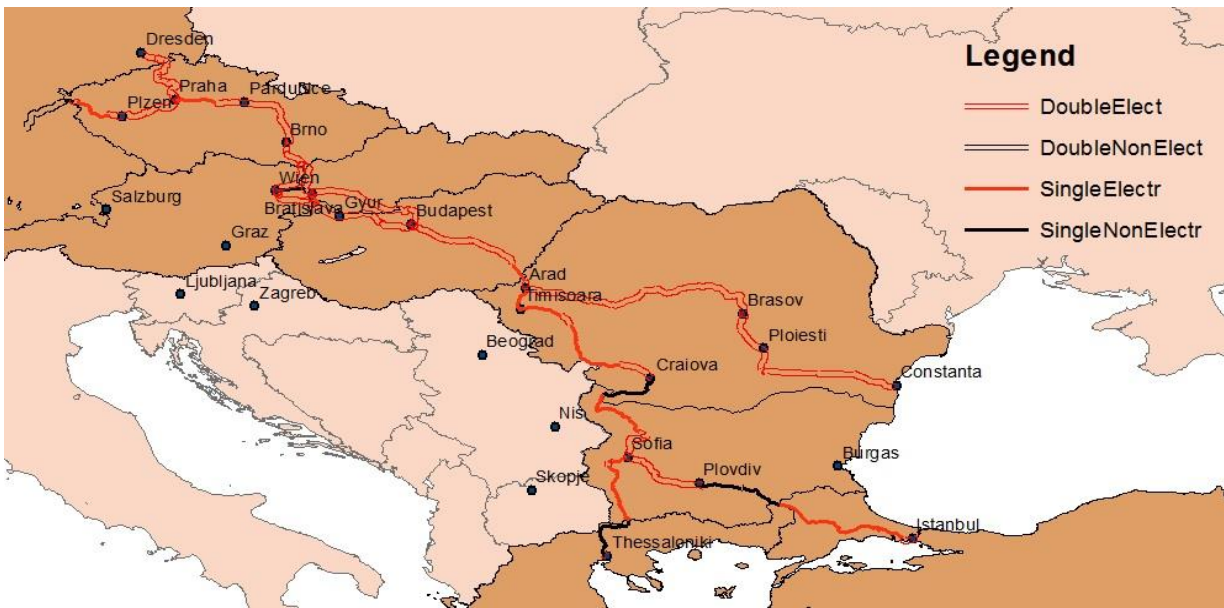 Dresden
Legend
Praha
Pardubice
Plzen
DoubleElect
Brno
DoubleNonElect
Wien
SingleElectr
Salzburg
Bratislava
Gyur
Budapest
SingleNonElectr
Graz
Arad
Ljubljana
Zagreb
Timisoara
Brasov
Beograd
Ploiesti
Craiova
Constanta
Nis
Sofia
Burgas
Skopje
Plovdiv
Istanbul
Thessaloniki